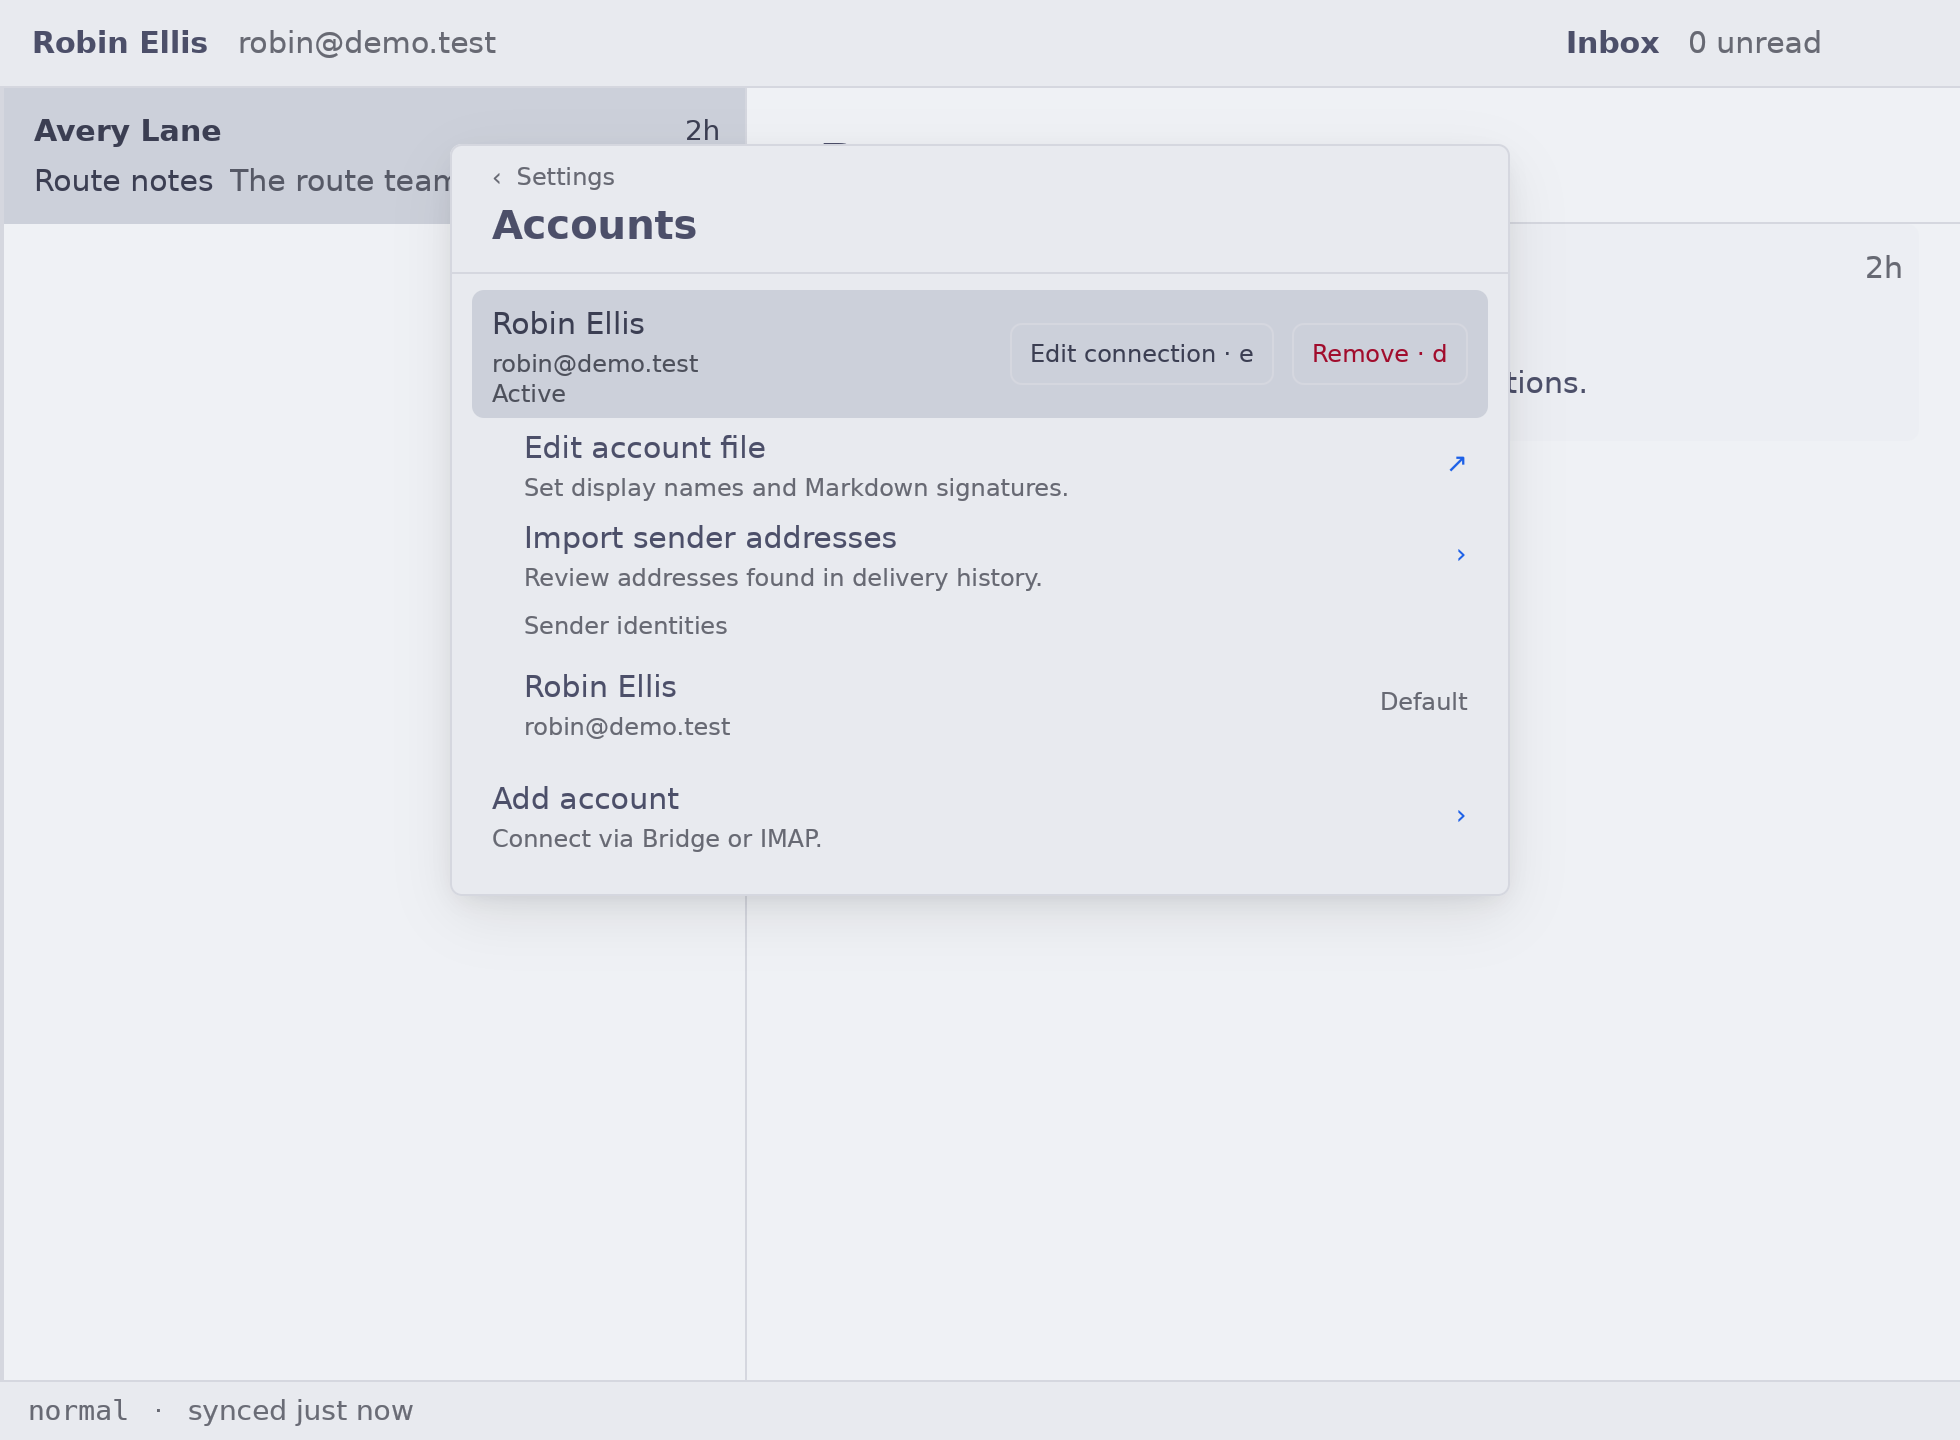 Robin Ellis robin@demo.test Inbox 0 unread
Avery Lane 2h
Route notes The route team
‹ Settings
Accounts
2h
Robin Ellis
robin@demo.test
Active
Edit connection · e
Remove · d
tions.
Edit account file
Set display names and Markdown signatures.
↗
Import sender addresses
Review addresses found in delivery history.
›
Sender identities
Robin Ellis
robin@demo.test
Default
Add account
Connect via Bridge or IMAP.
›
normal · synced just now